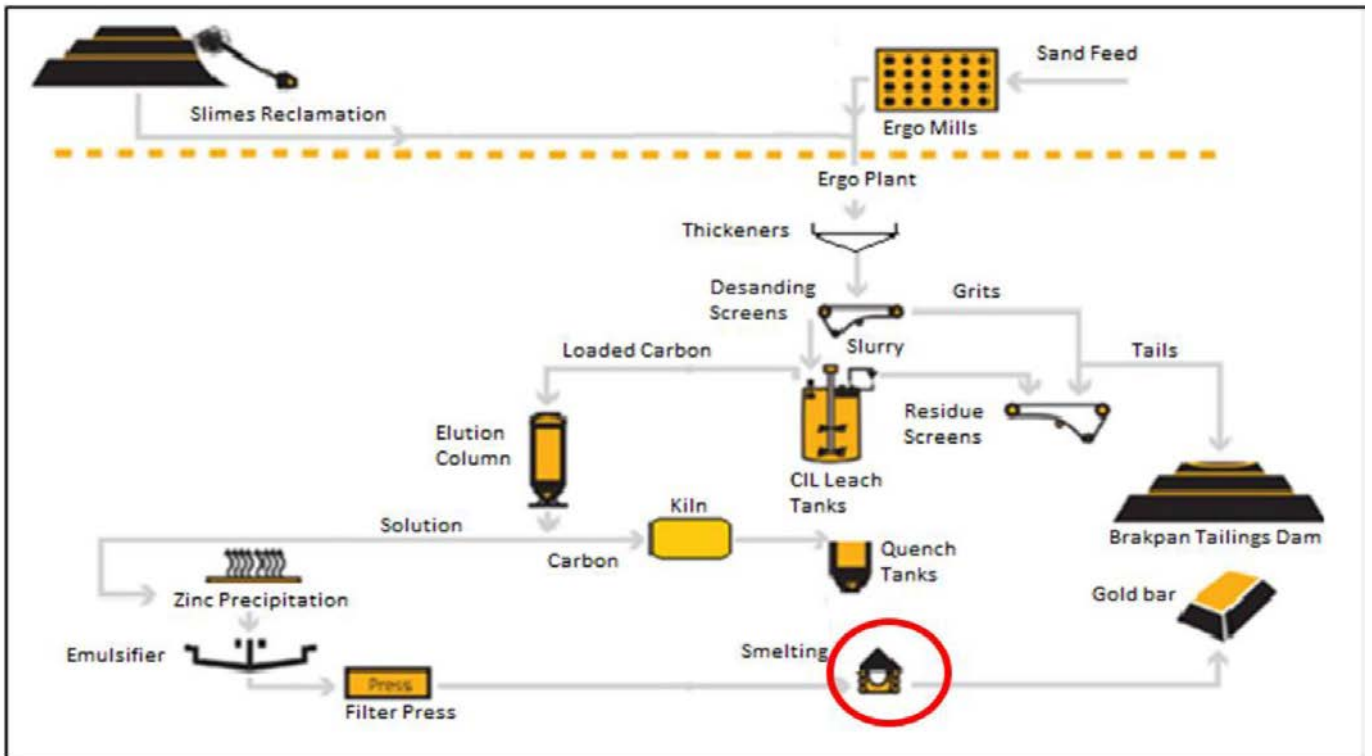 Sand Feed
Slimes Reclamation
Ergo Mills
Ergo Plant
Thickeners
Desanding
Screens
Grits
Slurry
Loaded Carbon
Tails
Elution
Column
Residue
Screens
CIL Leach
Tanks
Kiln
Solution
Carbon
Quench
Tanks
Brakpan Tailings Dam
Zinc Precipitation
Gold bar
Emulsifier
Smelting
Press
Filter Press